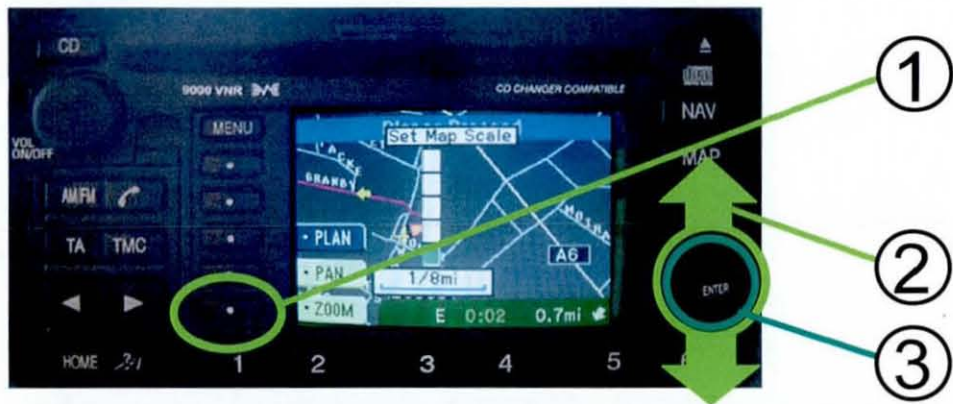 CD
9000 VNR
CD CHANGER COMPATIBLE
1
NAV
VOL
ON/OFF
MENU
Set Map Scale
MAP
GRANBY
AM/FM
TA TMC
PLAN
A6
2
PAN
1/8mi
ENTER
ZOOM
E 0:02 0.7mi
3
HOME
1 2 3 4 5